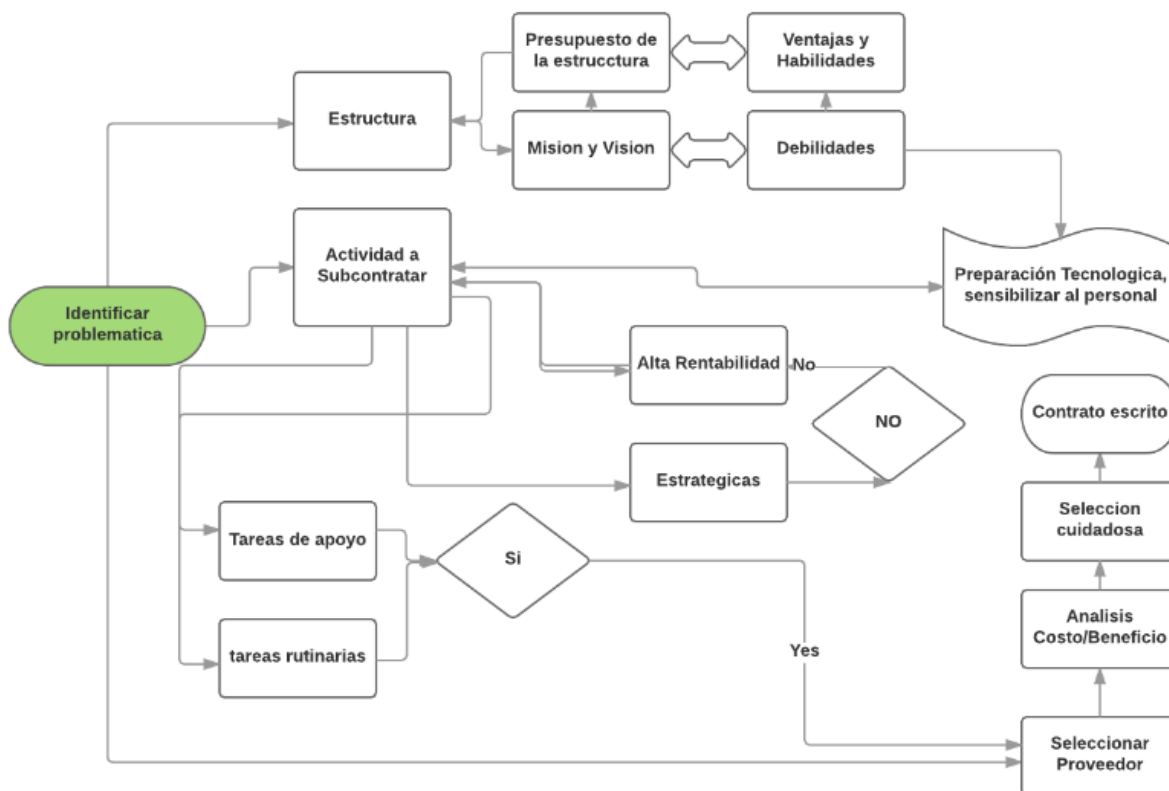 Presupuesto de
la estrucctura
Ventajas y
Habilidades
Estructura
Mision y Vision
Debilidades
Actividad a
Subcontratar
Preparación Tecnologica,
sensibilizar al personal
Identificar
problematica
Alta Rentabilidad
No
NO
Contrato escrito
Estrategicas
Seleccion
cuidadosa
Tareas de apoyo
Si
Analisis
Costo/Beneficio
tareas rutinarias
Yes
Seleccionar
Proveedor